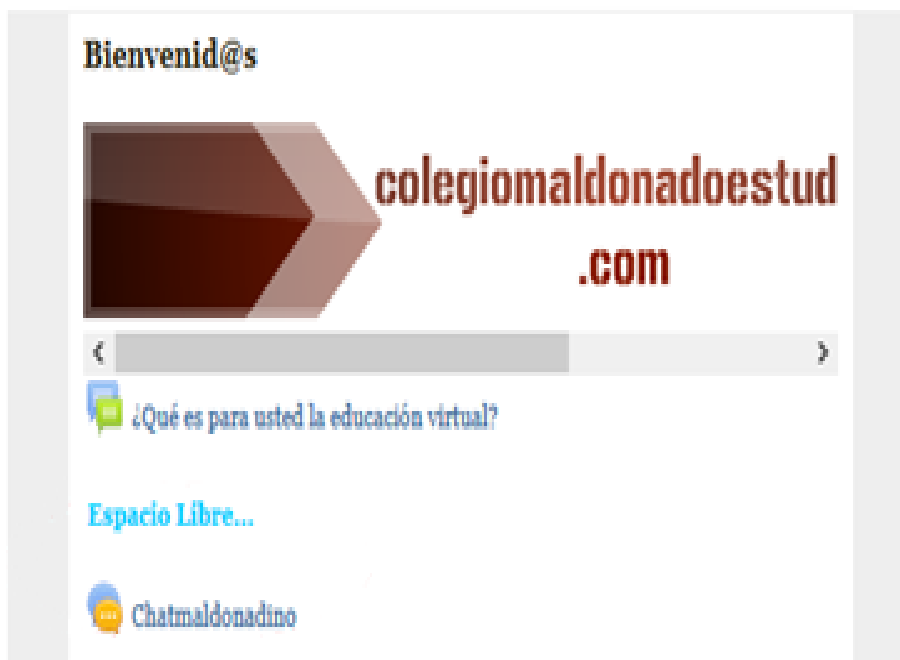 Bienvenid@s
colegiomaldonadoestud
.com
¿Qué es para usted la educación virtual?
Espacio Libre...
Chatmaldonadino